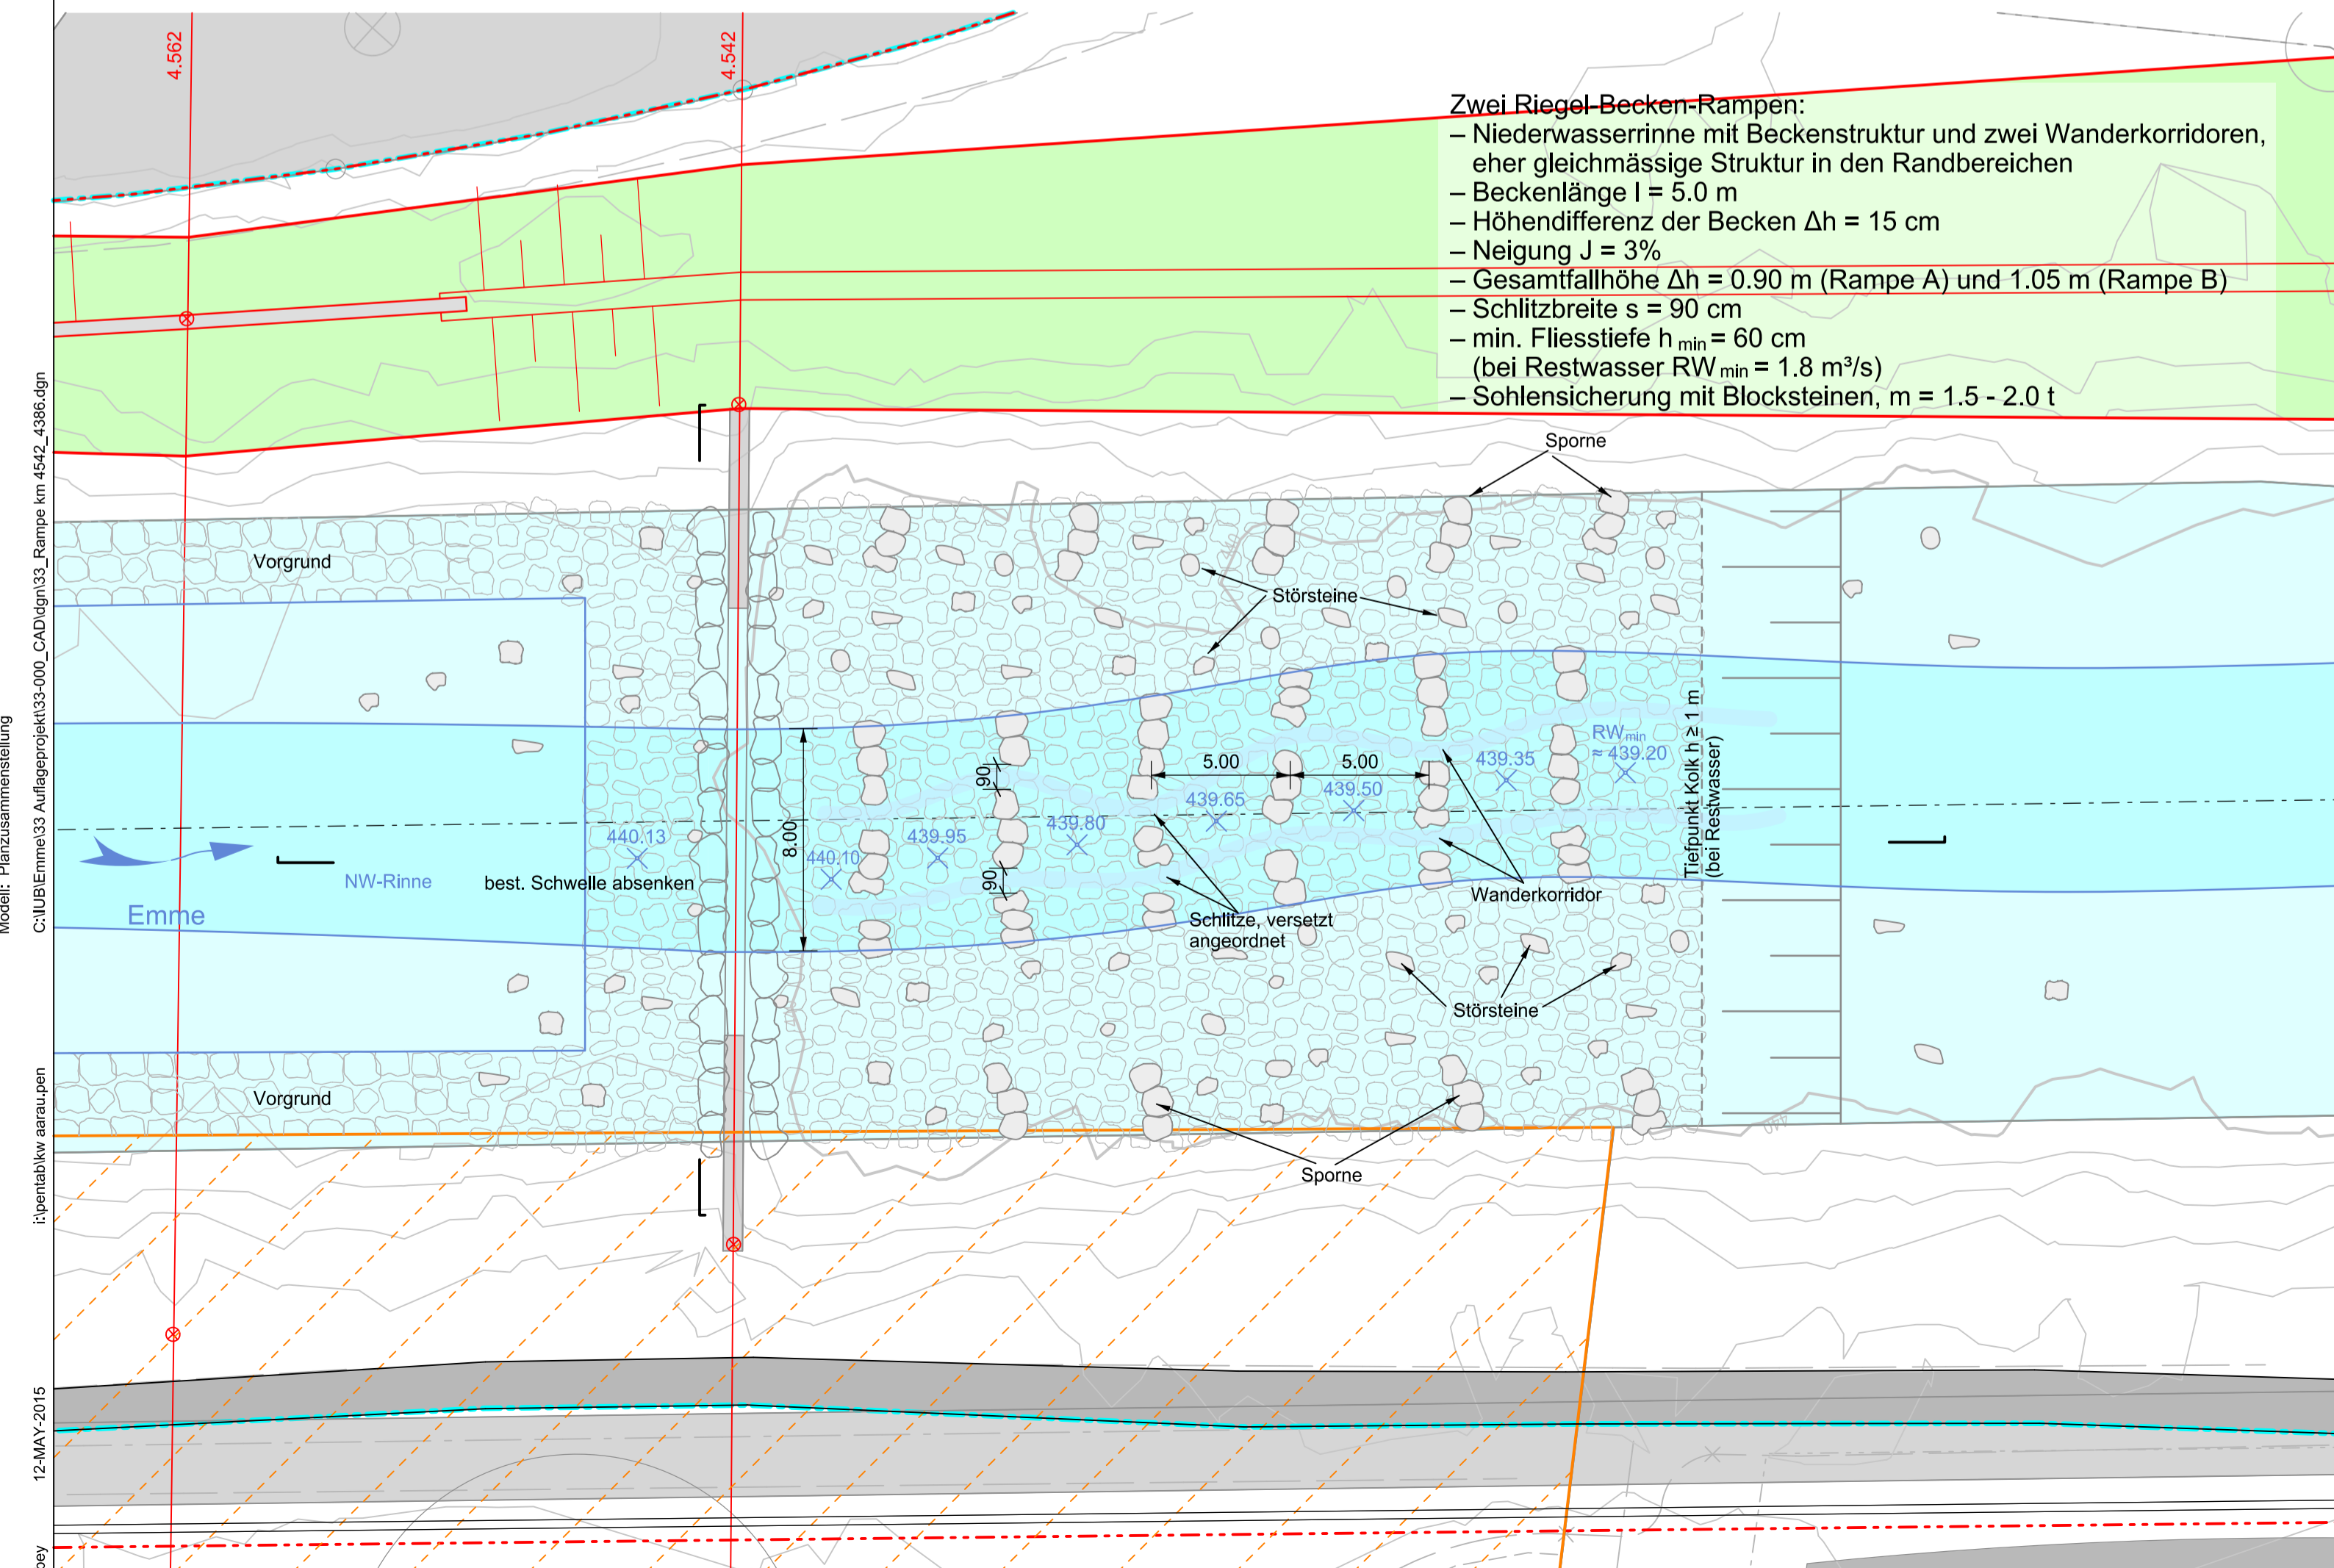 4.562
4.542
Zwei Riegel-Becken-Rampen:
– Niederwasserrinne mit Beckenstruktur und zwei Wanderkorridoren,
eher gleichmässige Struktur in den Randbereichen
– Beckenlänge l = 5.0 m
– Höhendifferenz der Becken Δh = 15 cm
– Neigung J = 3%
– Gesamtfallhöhe Δh = 0.90 m (Rampe A) und 1.05 m (Rampe B)
– Schlitzbreite s = 90 cm
– min. Fliesstiefe h min = 60 cm
(bei Restwasser RW min = 1.8 m³/s)
– Sohlensicherung mit Blocksteinen, m = 1.5 - 2.0 t
Sporne
Vorgrund
440
Störsteine
Tiefpunkt Kolk h ≥ 1 m
(bei Restwasser)
RWmin
≈ 439.20
439.35
5.00
5.00
90
439.50
439.65
439.80
439.95
440.13
440.10
8.00
90
best. Schwelle absenken
NW-Rinne
Emme
Wanderkorridor
Schlitze, versetzt
angeordnet
Störsteine
440
Vorgrund
440
Sporne
Modell: Planzusammenstellung
C:\IUB\Emme\33 Auflageprojekt\33-000_CAD\dgn\33_Rampe km 4542_4386.dgn
i:\pentab\kw aarau.pen
12-MAY-2015
bey